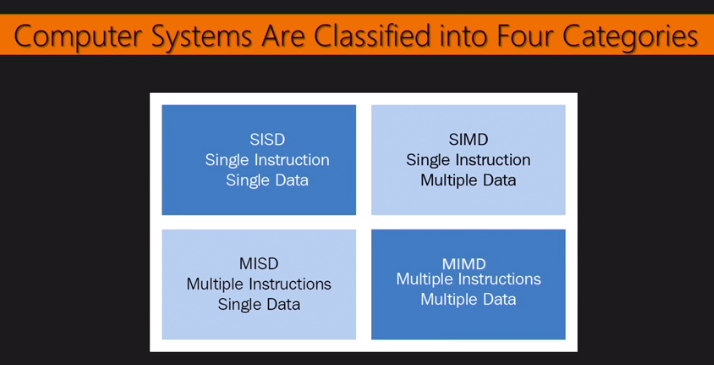 Computer Systems Are Classified into Four Categories
SISD
Single Instruction
Single Data
SIMD
Single Instruction
Multiple Data
MISD
Multiple Instructions
Single Data
MIMD
Multiple Instructions
Multiple Data